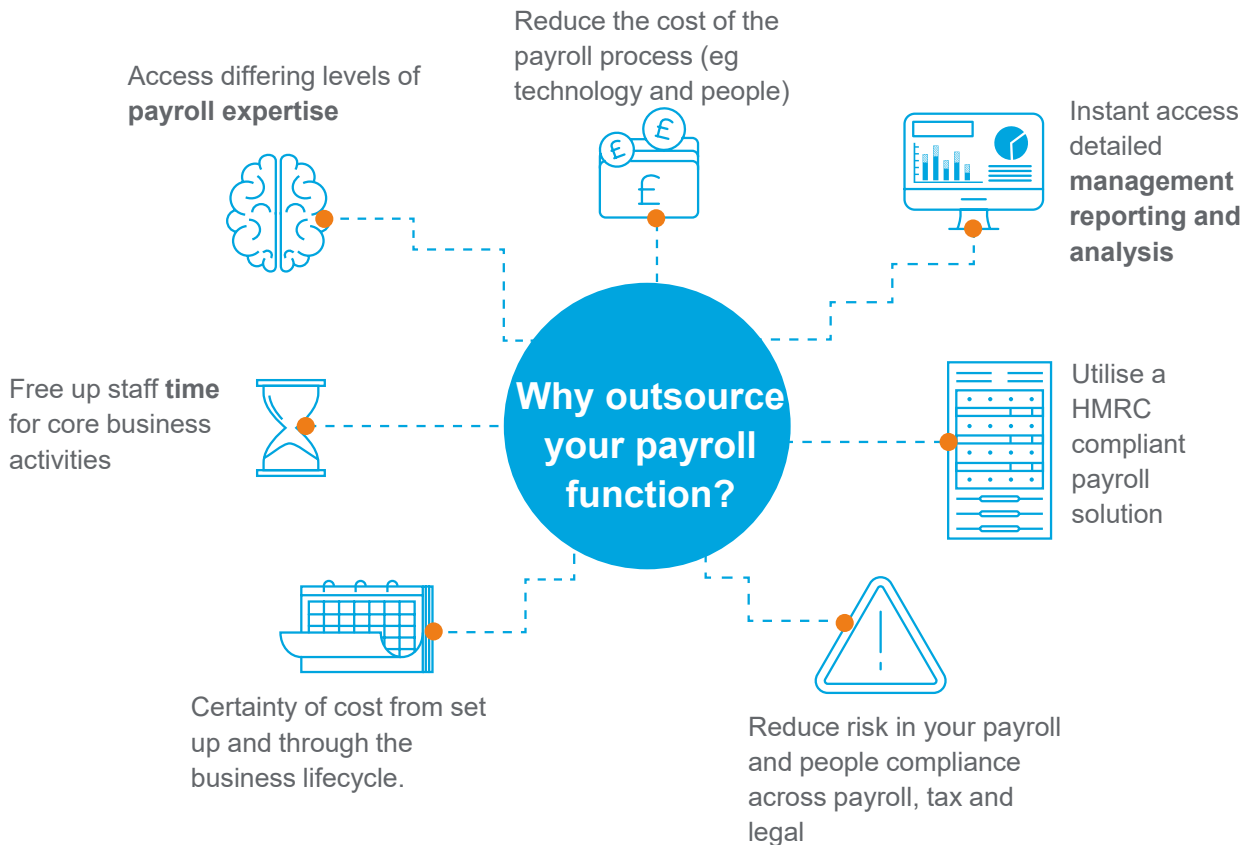 Reduce the cost of the
payroll process (eg
technology and people)
Access differing levels of
payroll expertise
£
£
£
Instant access
detailed
management
reporting and
analysis
Free up staff time
for core business
activities
Why outsource
your payroll
function?
Utilise a
HMRC
compliant
payroll
solution
Certainty of cost from set
up and through the
business lifecycle.
Reduce risk in your payroll
and people compliance
across payroll, tax and
legal